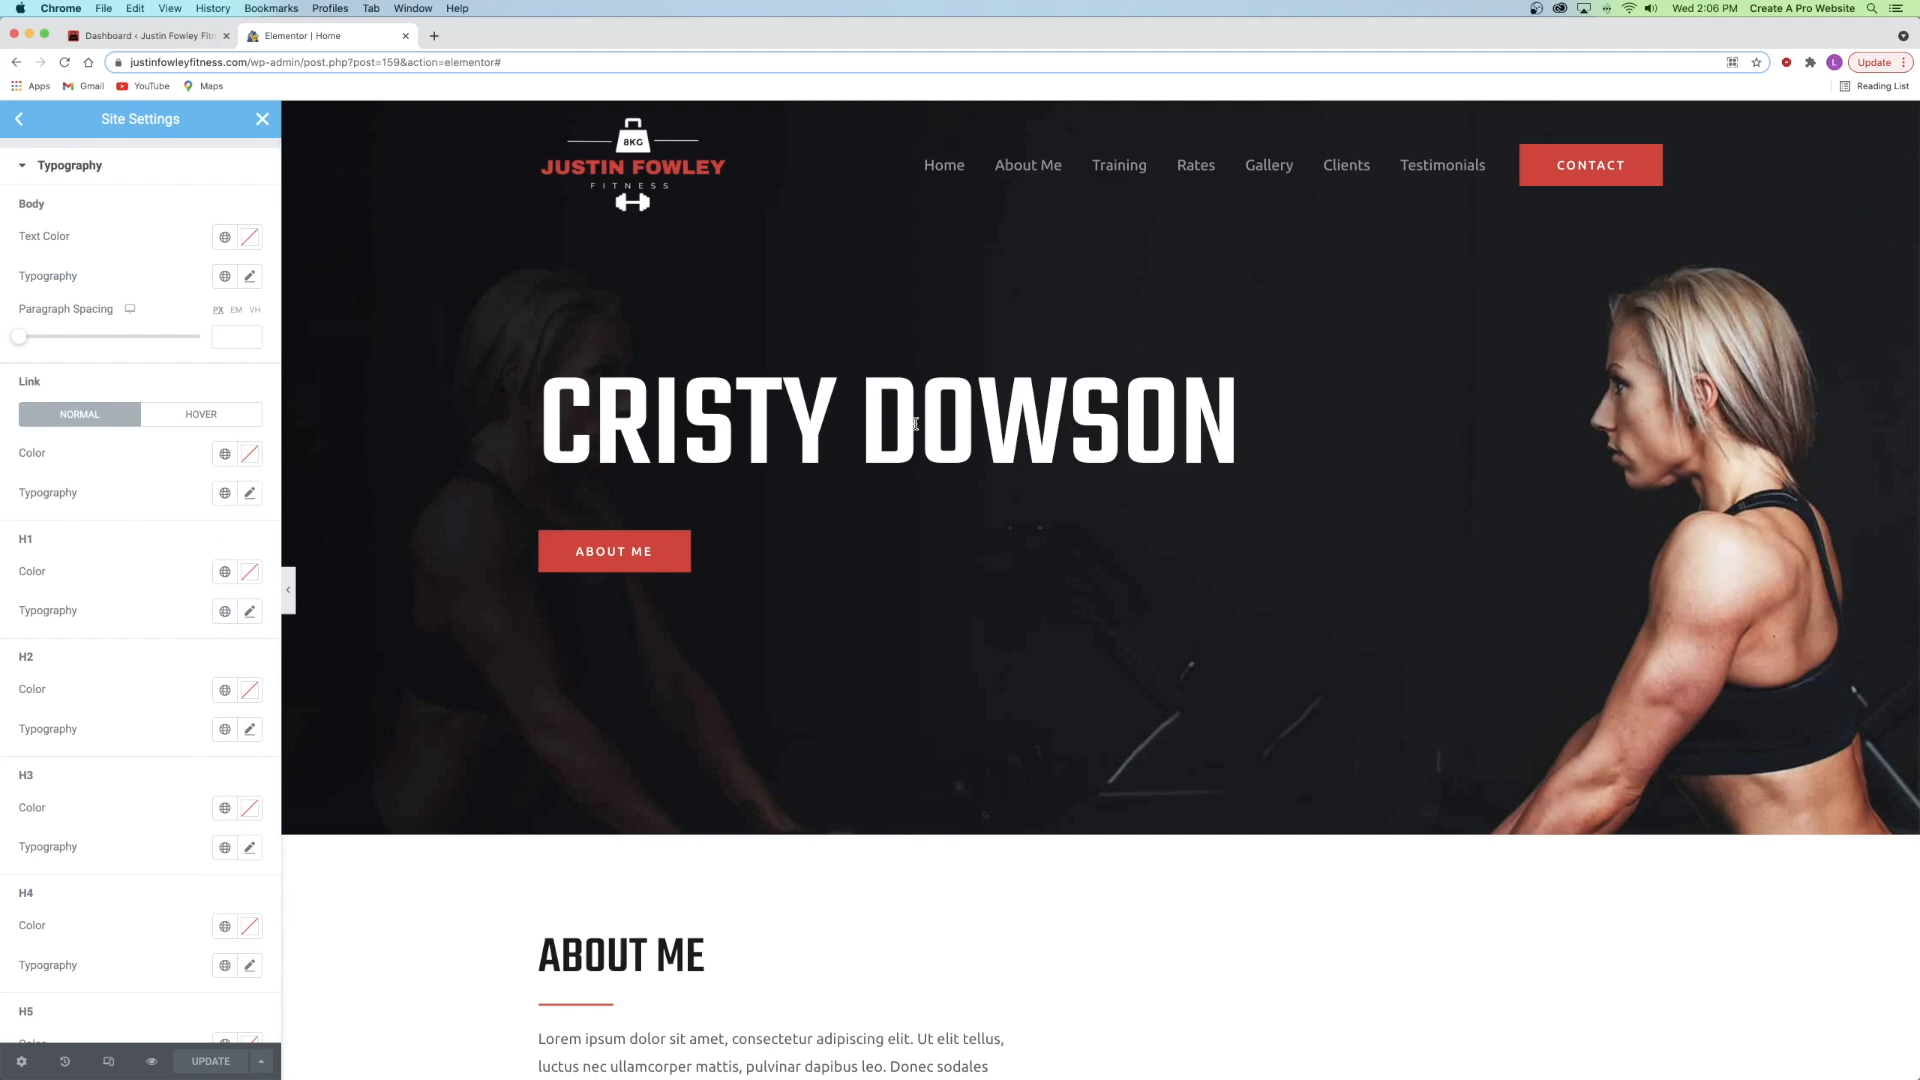 Chrome File Edit View History Bookmarks Profiles Tab Window Help
Wed 2:06 PM Create A Pro Website
Dashboard ‹ Justin Fowley Fitn
Elementor | Home
justinfowleyfitness.com/wp-admin/post.php?post=159&action=elementor#
L
Update
Apps Gmail YouTube Maps
Reading List
Site Settings
Typography
Body
Text Color
Typography
Paragraph Spacing PX EM VH
Link
NORMAL HOVER
Color
Typography
H1
Color
Typography
H2
Color
Typography
H3
Color
Typography
H4
Color
Typography
H5
Color
UPDATE
8KG
JUSTIN FOWLEY
FITNESS
Home About Me Training Rates Gallery Clients Testimonials CONTACT
CRISTY DOWSON
ABOUT ME
ABOUT ME
Lorem ipsum dolor sit amet, consectetur adipiscing elit. Ut elit tellus,
luctus nec ullamcorper mattis, pulvinar dapibus leo. Donec sodales